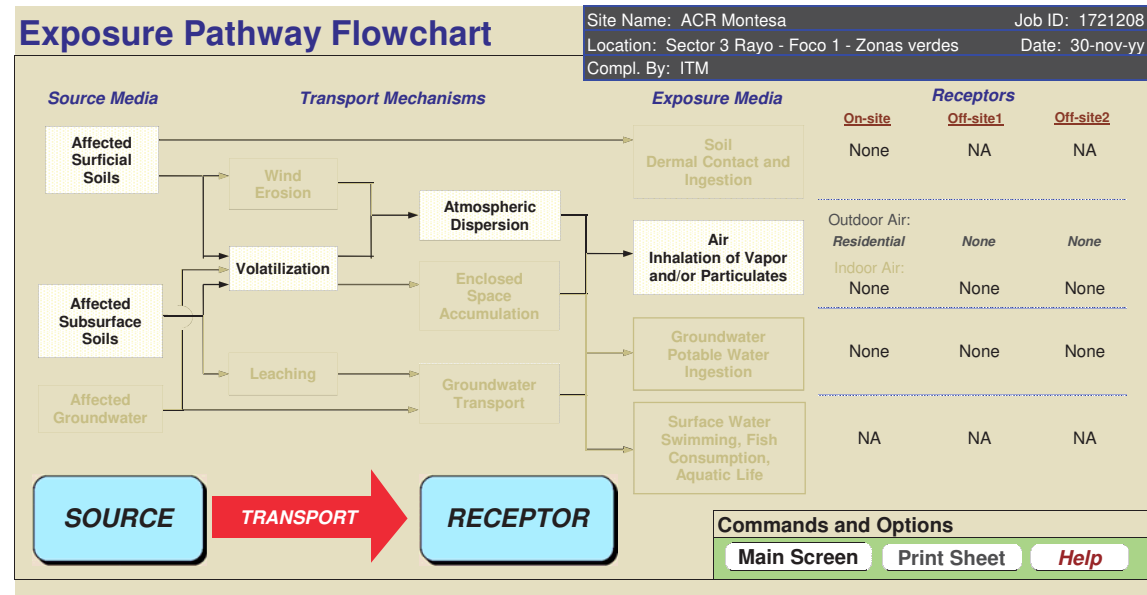 Exposure Pathway Flowchart
Site Name: ACR Montesa
Job ID: 1721208
Location: Sector 3 Rayo - Foco 1 - Zonas verdes
Date: 30-nov-yy
Compl. By: ITM
Source Media
Transport Mechanisms
Exposure Media
Receptors
On-site
Off-site1
Off-site2
Affected
Surficial
Soils
Wind
Erosion
Atmospheric
Dispersion
Volatilization
Enclosed
Space
Accumulation
Affected
Subsurface
Soils
Leaching
Groundwater
Transport
Affected
Groundwater
Soil
Dermal Contact and
Ingestion
None
NA
NA
Air
Inhalation of Vapor
and/or Particulates
Outdoor Air:
Residential
None
None
Indoor Air:
None
None
None
Groundwater
Potable Water
Ingestion
None
None
None
Surface Water
Swimming, Fish
Consumption,
Aquatic Life
NA
NA
NA
SOURCE
TRANSPORT
RECEPTOR
Commands and Options
Main Screen
Print Sheet
Help